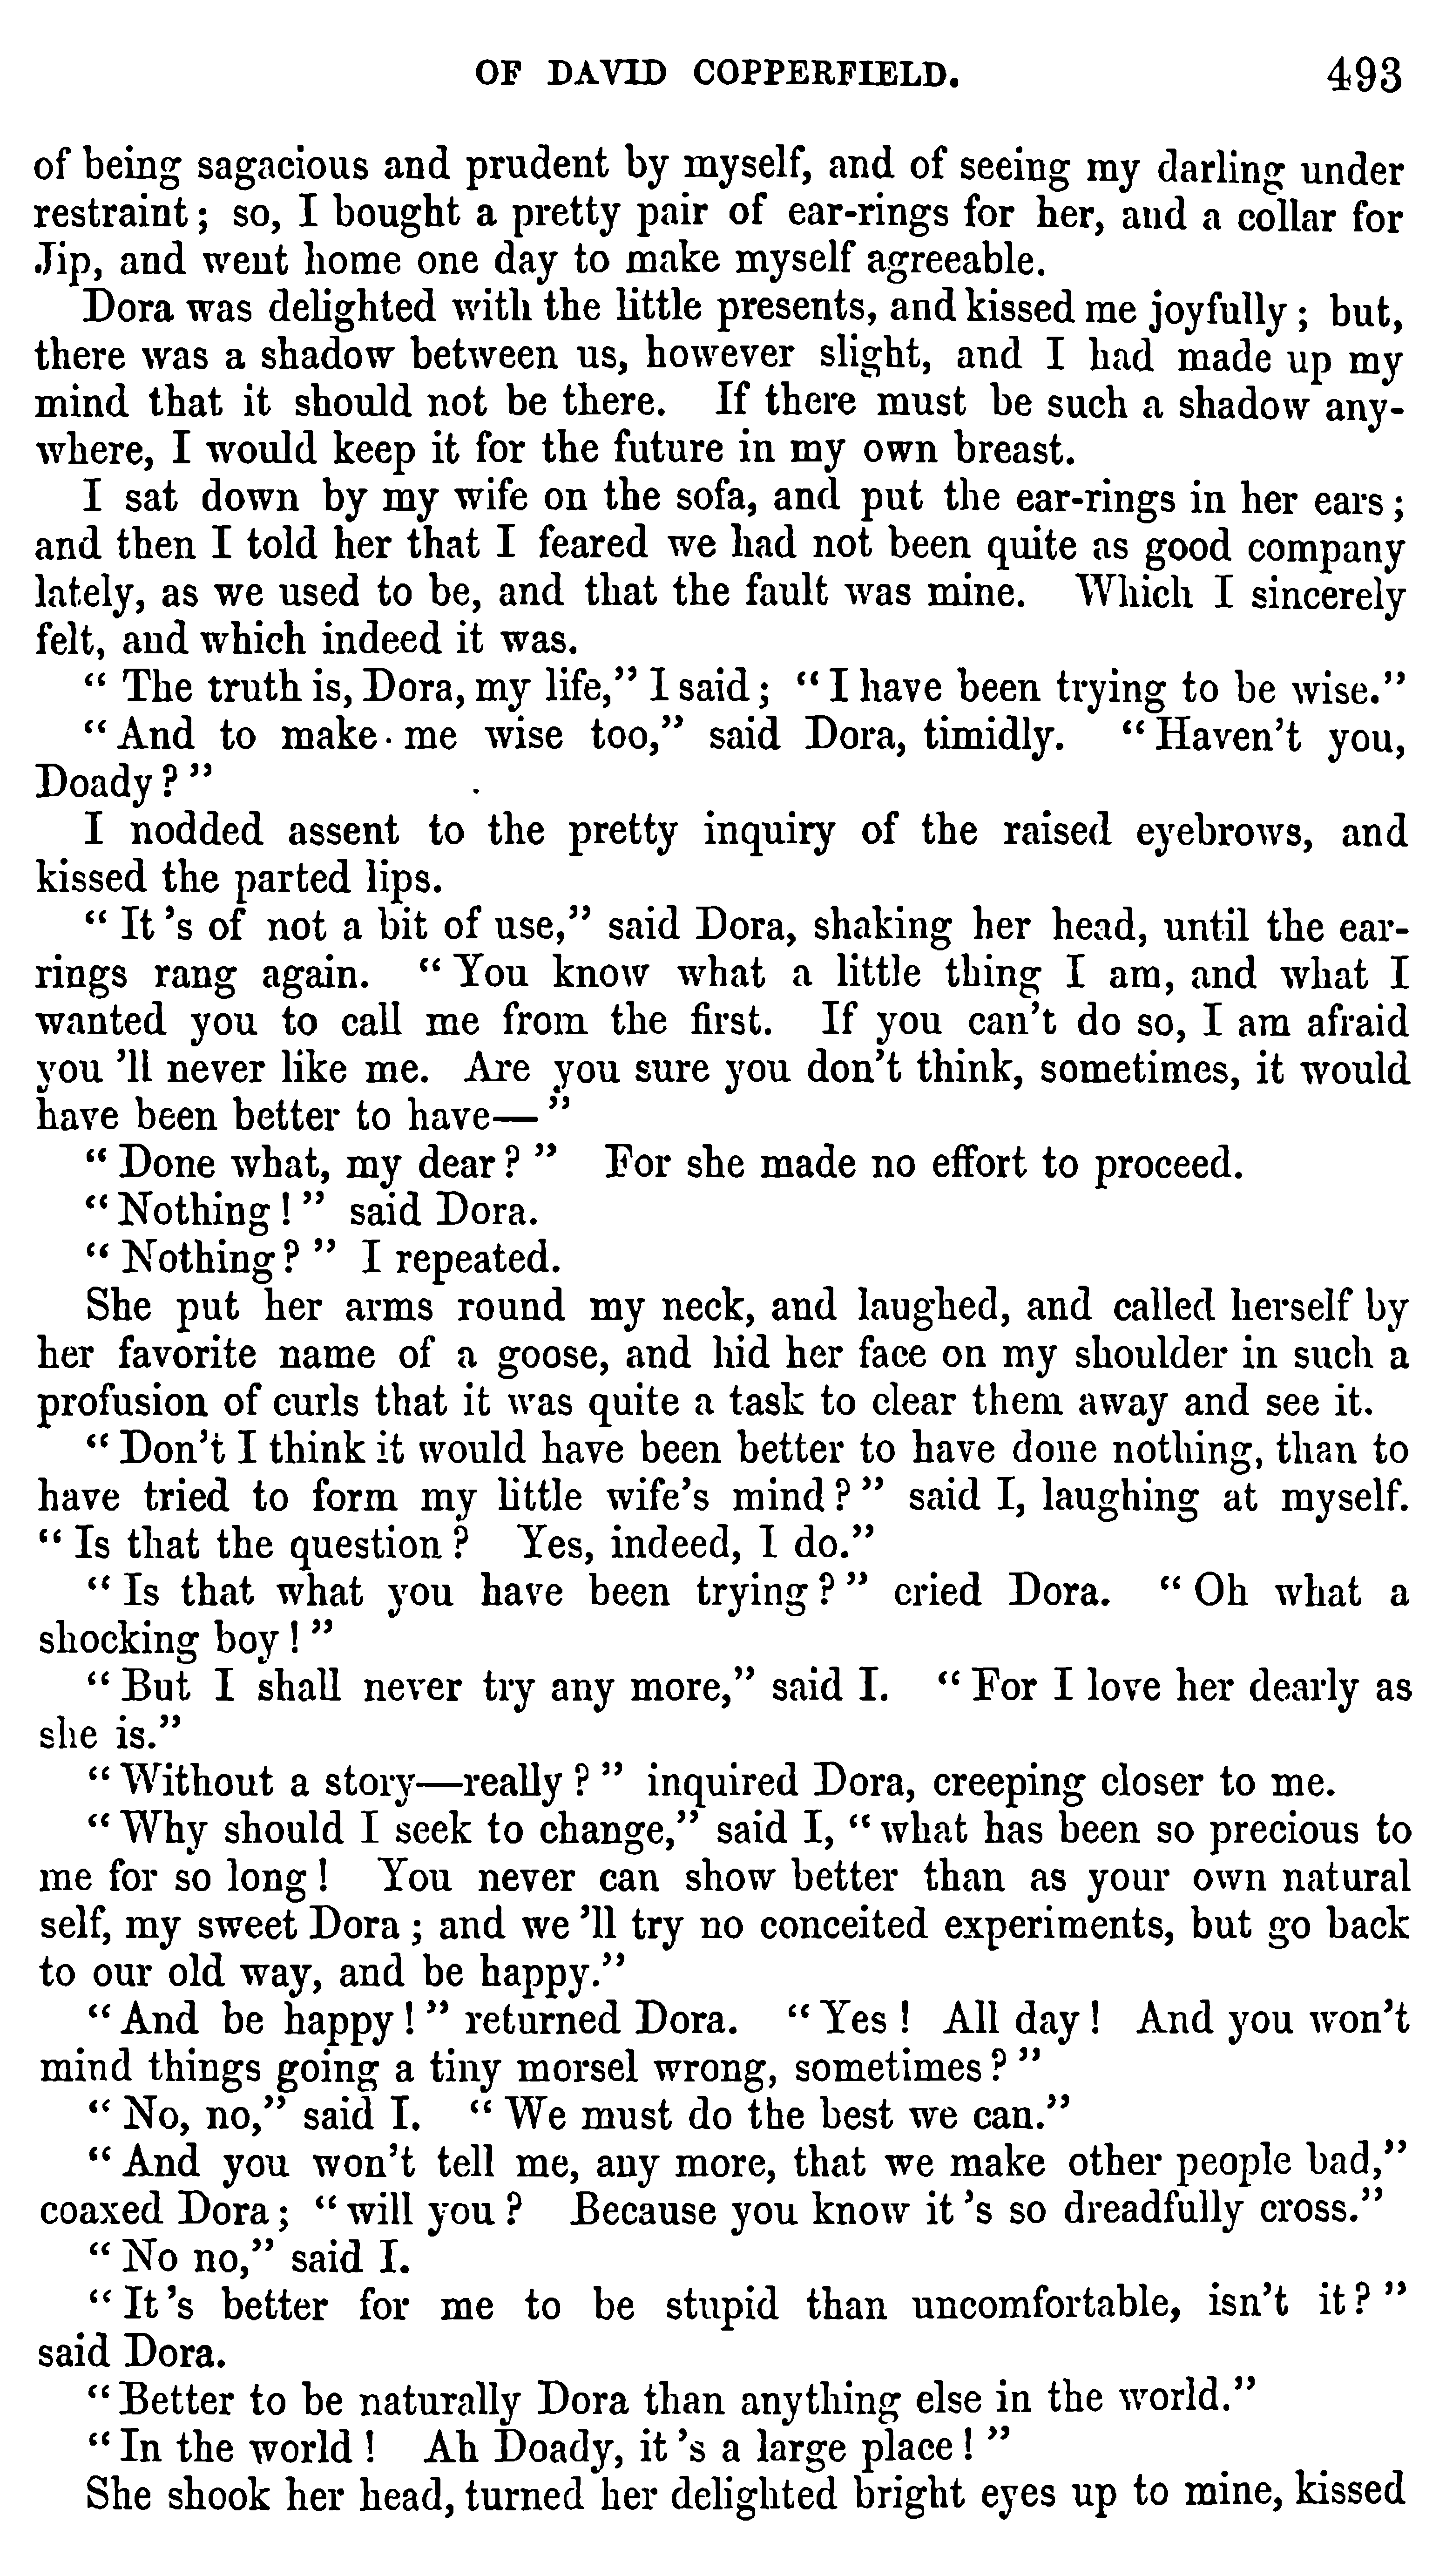 OF DAVID COPPERFIELD. 493
of being sagacious and prudent by myself, and of seeing my darling under
restraint; so, I bought a pretty pair of ear-rings for her, and a collar for
Jip, and went home one day to make myself agreeable.
Dora was delighted with the little presents, and kissed me joyfully; but,
there was a shadow between us, however slight, and I had made up my
mind that it should not be there. If there must be such a shadow any-
where, I would keep it for the future in my own breast.
I sat down by my wife on the sofa, and put the ear-rings in her ears;
and then I told her that I feared we had not been quite as good company
lately, as we used to be, and that the fault was mine. Which I sincerely
felt, and which indeed it was.
“The truth is, Dora, my life,” I said; “I have been trying to be wise.”
“And to make me wise too,” said Dora, timidly. “Haven’t you,
Doady?”
I nodded assent to the pretty inquiry of the raised eyebrows, and
kissed the parted lips.
“It ’s of not a bit of use,” said Dora, shaking her head, until the ear-
rings rang again. “You know what a little thing I am, and what I
wanted you to call me from the first. If you can’t do so, I am afraid
you ’ll never like me. Are you sure you don’t think, sometimes, it would
have been better to have—”
“Done what, my dear?” For she made no effort to proceed.
“Nothing!” said Dora.
“Nothing?” I repeated.
She put her arms round my neck, and laughed, and called herself by
her favorite name of a goose, and hid her face on my shoulder in such a
profusion of curls that it was quite a task to clear them away and see it.
“Don’t I think it would have been better to have done nothing, than to
have tried to form my little wife’s mind?” said I, laughing at myself.
“Is that the question? Yes, indeed, I do.”
“Is that what you have been trying?” cried Dora. “Oh what a
shocking boy!”
“But I shall never try any more,” said I. “For I love her dearly as
she is.”
“Without a story—really?” inquired Dora, creeping closer to me.
“Why should I seek to change,” said I, “what has been so precious to
me for so long! You never can show better than as your own natural
self, my sweet Dora; and we ’ll try no conceited experiments, but go back
to our old way, and be happy.”
“And be happy!” returned Dora. “Yes! All day! And you won’t
mind things going a tiny morsel wrong, sometimes?”
“No, no,” said I. “We must do the best we can.”
“And you won’t tell me, any more, that we make other people bad,”
coaxed Dora; “will you? Because you know it ’s so dreadfully cross.”
“No no,” said I.
“It ’s better for me to be stupid than uncomfortable, isn’t it?”
said Dora.
“Better to be naturally Dora than anything else in the world.”
“In the world! Ah Doady, it ’s a large place!”
She shook her head, turned her delighted bright eyes up to mine, kissed